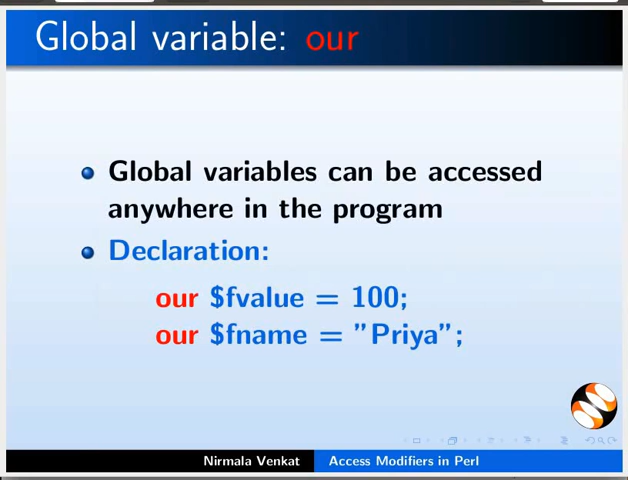 Global variable: our
Global variables can be accessed
anywhere in the program
Declaration:
our $fvalue = 100;
our $fname = ”Priya”;
Nirmala Venkat Access Modifiers in Perl